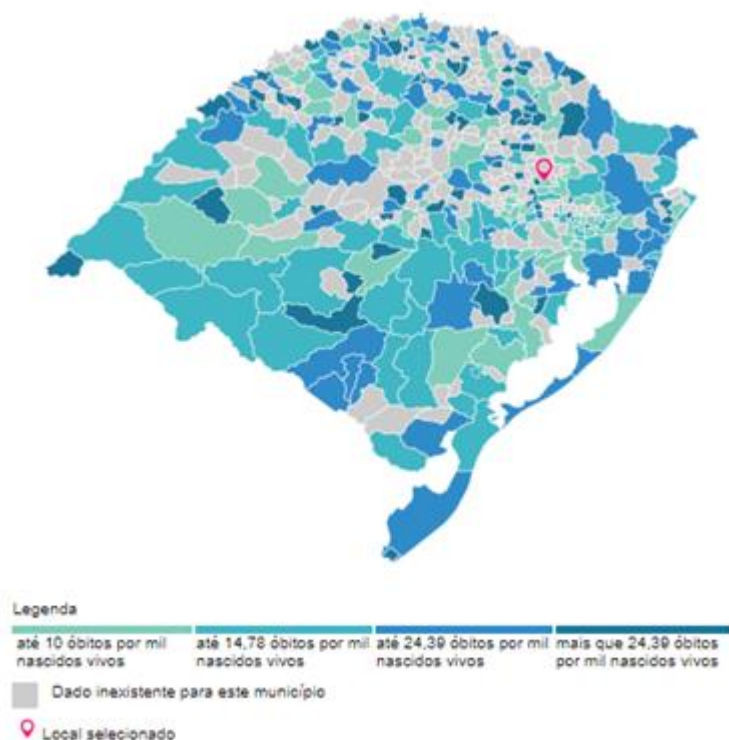 Legenda
até 10 óbitos por mil nascidos vivos
até 14,78 óbitos por mil nascidos vivos
até 24,39 óbitos por mil nascidos vivos
mais que 24,39 óbitos por mil nascidos vivos
Dado inexistente para este município
Local selecionado